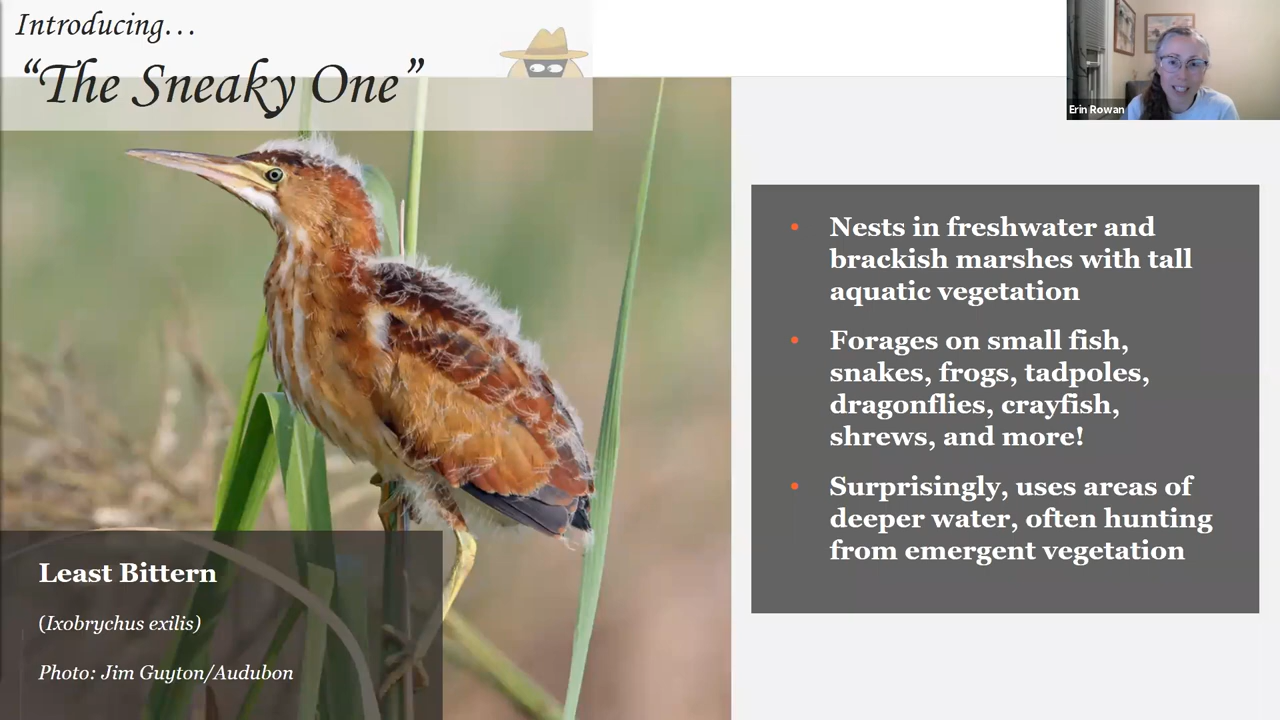 Introducing…
“The Sneaky One”
Erin Rowan
• Nests in freshwater and
brackish marshes with tall
aquatic vegetation
• Forages on small fish,
snakes, frogs, tadpoles,
dragonflies, crayfish,
shrews, and more!
• Surprisingly, uses areas of
deeper water, often hunting
from emergent vegetation
Least Bittern
(Ixobrychus exilis)
Photo: Jim Guyton/Audubon